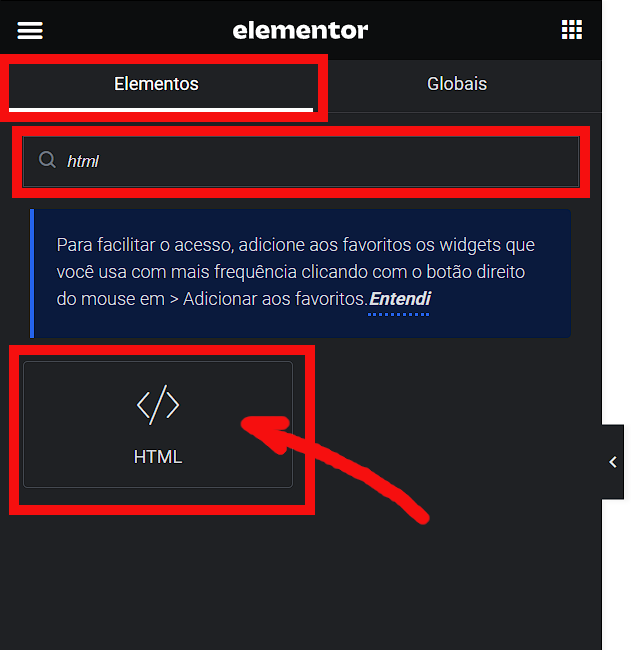 elementor
Elementos
Globais
html
Para facilitar o acesso, adicione aos favoritos os widgets que
você usa com mais frequência clicando com o botão direito
do mouse em > Adicionar aos favoritos.Entendi
HTML